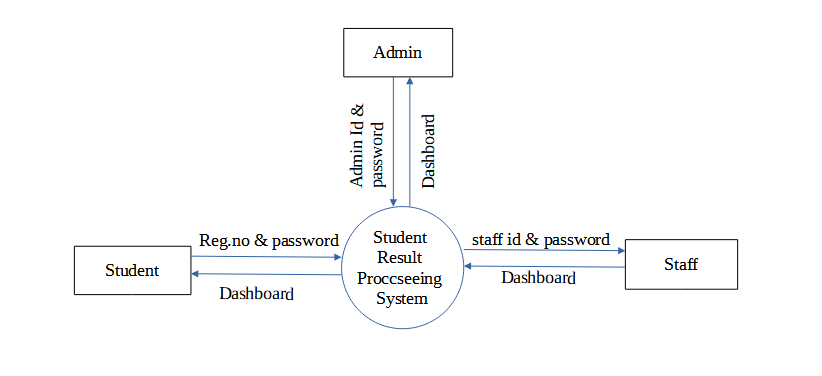 Admin
Admin Id &
password
Dashboard
Reg.no & password
Student
Dashboard
Student
Result
Proccseeing
System
staff id & password
Dashboard
Staff